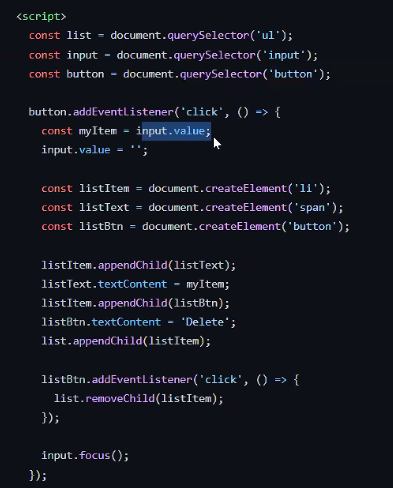 <script>
const list = document.querySelector('ul');
const input = document.querySelector('input');
const button = document.querySelector('button');
button.addEventListener('click', () => {
const myItem = input.value;
input.value = '';
const listItem = document.createElement('li');
const listText = document.createElement('span');
const listBtn = document.createElement('button');
listItem.appendChild(listText);
listText.textContent = myItem;
listItem.appendChild(listBtn);
listBtn.textContent = 'Delete';
list.appendChild(listItem);
listBtn.addEventListener('click', () => {
list.removeChild(listItem);
});
input.focus();
});